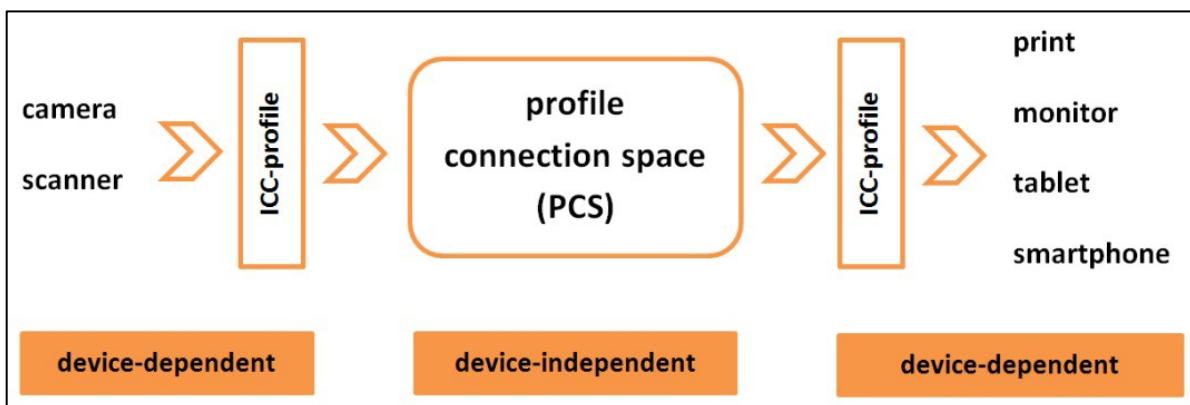 camera
scanner
ICC-profile
profile
connection space
(PCS)
ICC-profile
print
monitor
tablet
smartphone
device-dependent
device-independent
device-dependent